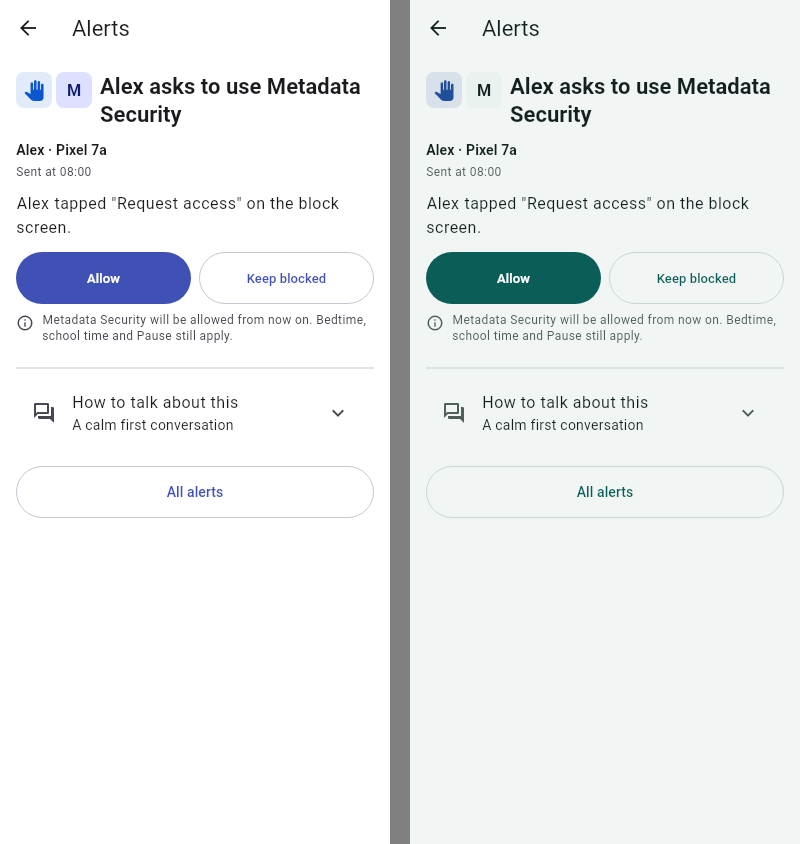 Alerts
M
Alex asks to use Metadata
Security
Alex · Pixel 7a
Sent at 08:00
Alex tapped "Request access" on the block
screen.
Allow
Keep blocked
Metadata Security will be allowed from now on. Bedtime,
school time and Pause still apply.
How to talk about this
A calm first conversation
All alerts
Alerts
M
Alex asks to use Metadata
Security
Alex · Pixel 7a
Sent at 08:00
Alex tapped "Request access" on the block
screen.
Allow
Keep blocked
Metadata Security will be allowed from now on. Bedtime,
school time and Pause still apply.
How to talk about this
A calm first conversation
All alerts